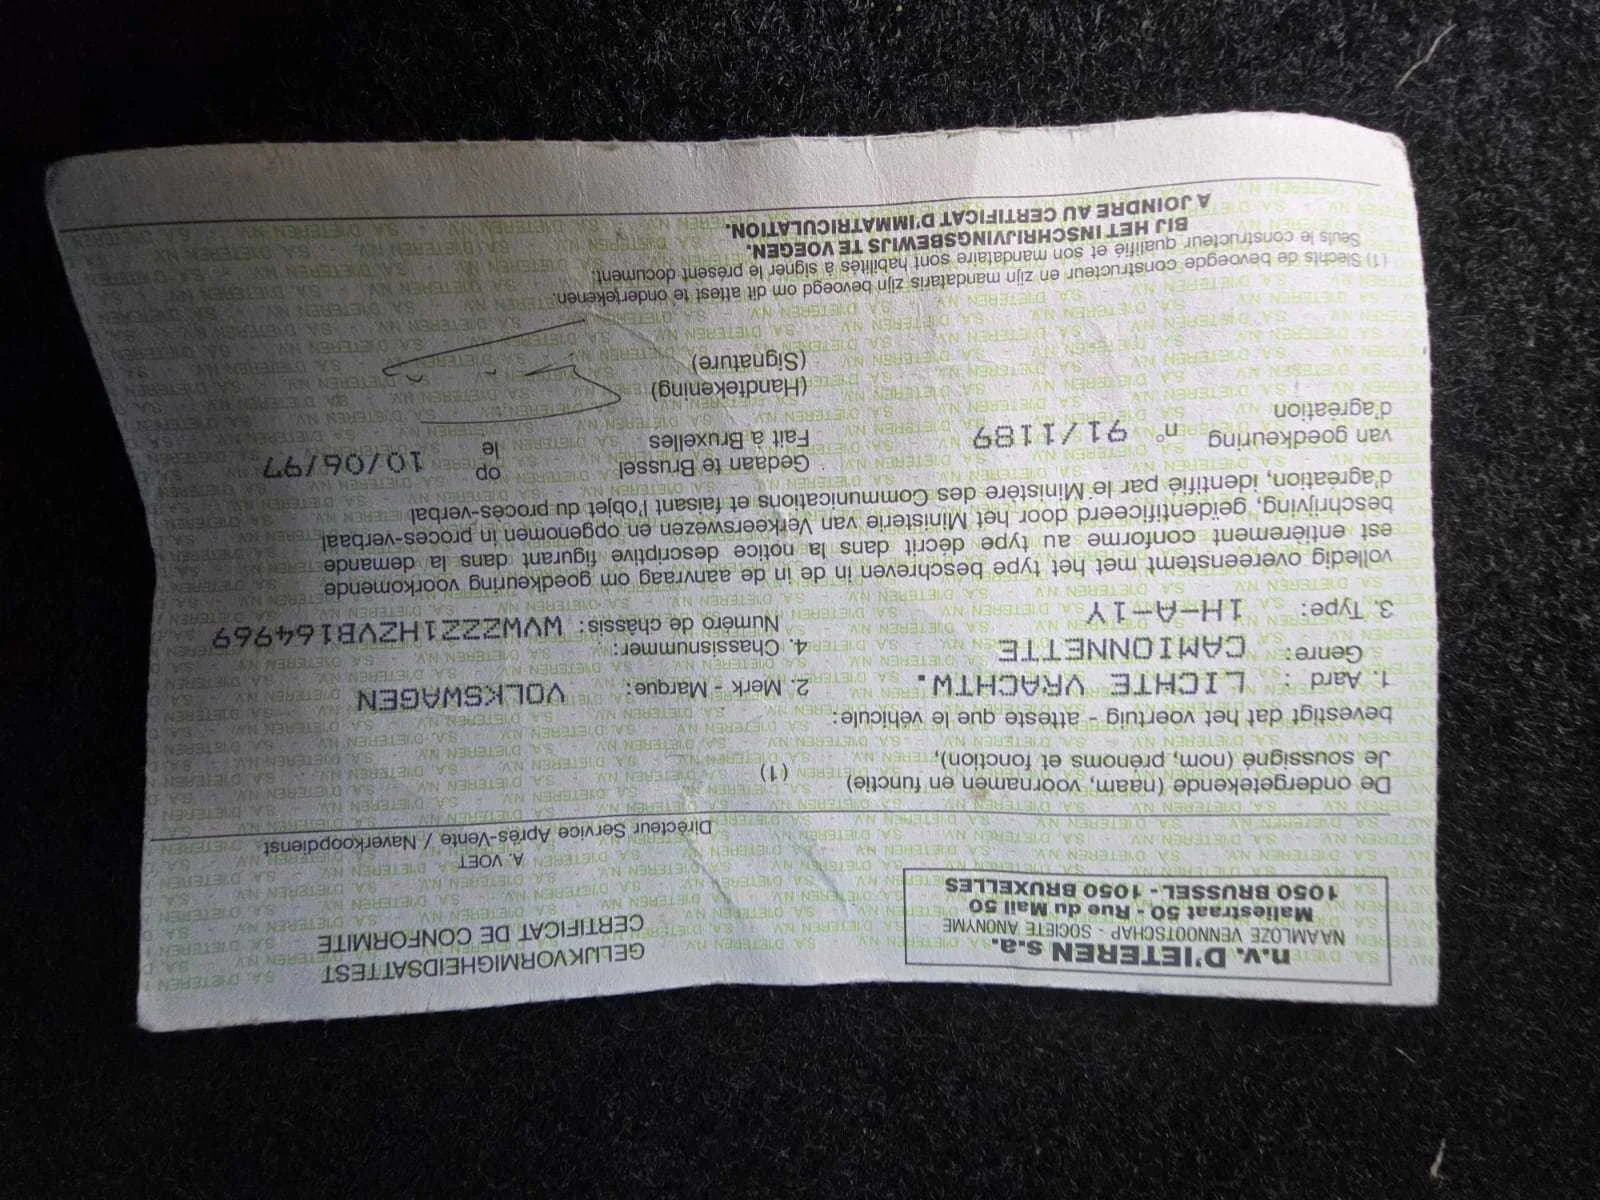 n.v. D'IETEREN s.a.
NAAMLOZE VENNOOTSCHAP - SOCIETE ANONYME
Maliestraat 50 - Rue du Mail 50
1050 BRUSSEL - 1050 BRUXELLES
GELIJKVORMIGHEIDSATTEST
CERTIFICAT DE CONFORMITE
A. VOET
Directeur Service Après-Vente / Naverkoopdienst
De ondergetekende (naam, voornamen en functie)
Je soussigné (nom, prénoms et fonction), (1)
bevestigt dat het voertuig - atteste que le véhicule:
1. Aard : LICHTE VRACHTW.
Genre: CAMIONNETTE
2. Merk - Marque: VOLKSWAGEN
3. Type: 1H-A-1Y
4. Chassisnummer:
Numéro de châssis: WVWZZZ1HZVB164969
volledig overeenstemt met het type beschreven in de in de aanvraag om goedkeuring voorkomende
est entièrement conforme au type décrit dans la notice descriptive figurant dans la demande
beschrijving, geïdentificeerd door het Ministerie van Verkeerswezen en opgenomen in proces-verbaal
d'agréation, identifié par le Ministère des Communications et faisant l'objet du procès-verbal
van goedkeuring n° 91/1189
d'agréation
Gedaan te Brussel op 10/06/97
Fait à Bruxelles le
(Handtekening)
(Signature)
(1) Slechts de bevoegde constructeur en zijn mandataris zijn bevoegd om dit attest te ondertekenen.
Seuls le constructeur qualifié et son mandataire sont habilités à signer le présent document.
BIJ HET INSCHRIJVINGSBEWIJS TE VOEGEN.
A JOINDRE AU CERTIFICAT D'IMMATRICULATION.